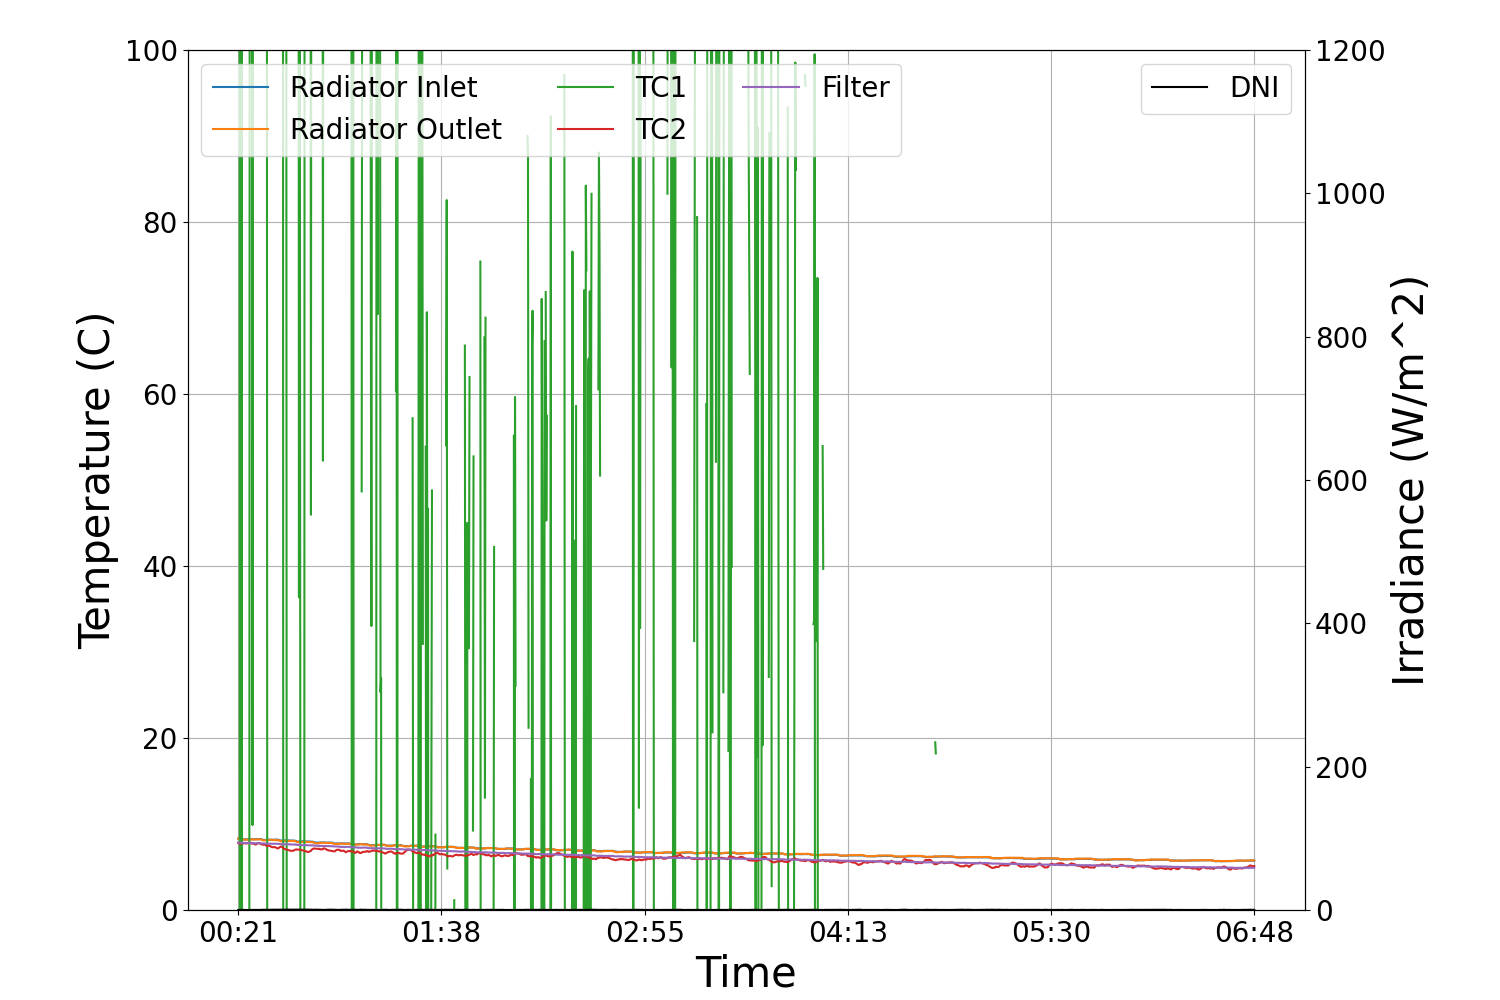 100
80
60
40
20
0
Temperature (C)
Radiator Inlet
Radiator Outlet
TC1
TC2
Filter
DNI
1200
1000
800
600
400
200
0
Irradiance (W/m^2)
00:21 01:38 02:55 04:13 05:30 06:48
Time